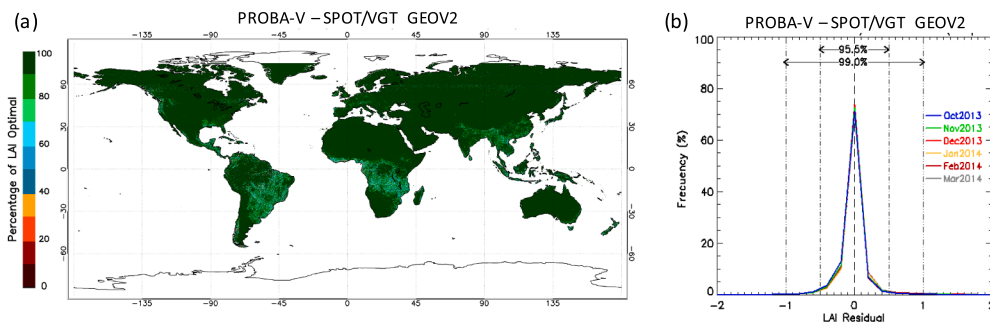 (a)
PROBA-V – SPOT/VGT GEOV2
−135 −90 −45 0 45 90 135
Percentage of LAI Optimal
100
80
60
40
20
0
60
30
0
−30
−60
60
30
0
−30
−60
−135 −90 −45 0 45 90 135
(b)
PROBA-V – SPOT/VGT GEOV2
95.5%
99.0%
Frecuency (%)
100
80
60
40
20
0
Oct2013
Nov2013
Dec2013
Jan2014
Feb2014
Mar2014
−2 −1 0 1 2
LAI Residual